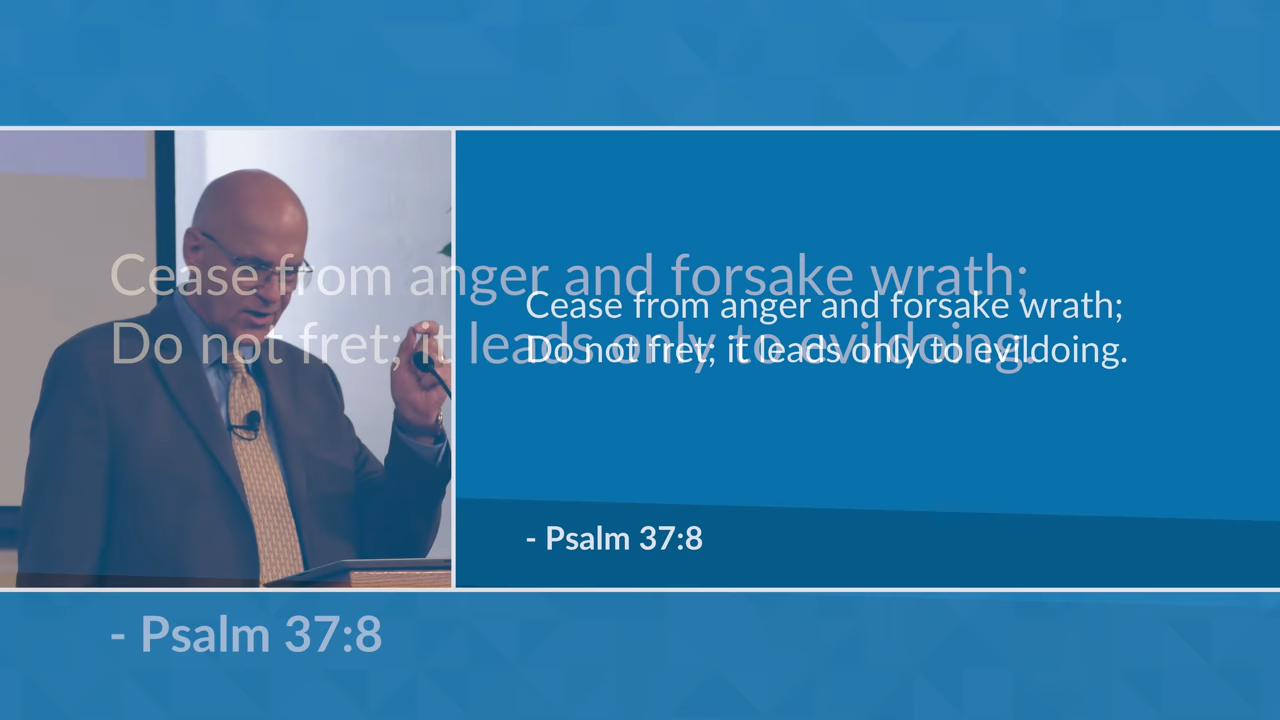 Cease from anger and forsake wrath;
Do not fret; it leads only to evildoing.
- Psalm 37:8
Cease from anger and forsake wrath;
Do not fret; it leads only to evildoing.
- Psalm 37:8